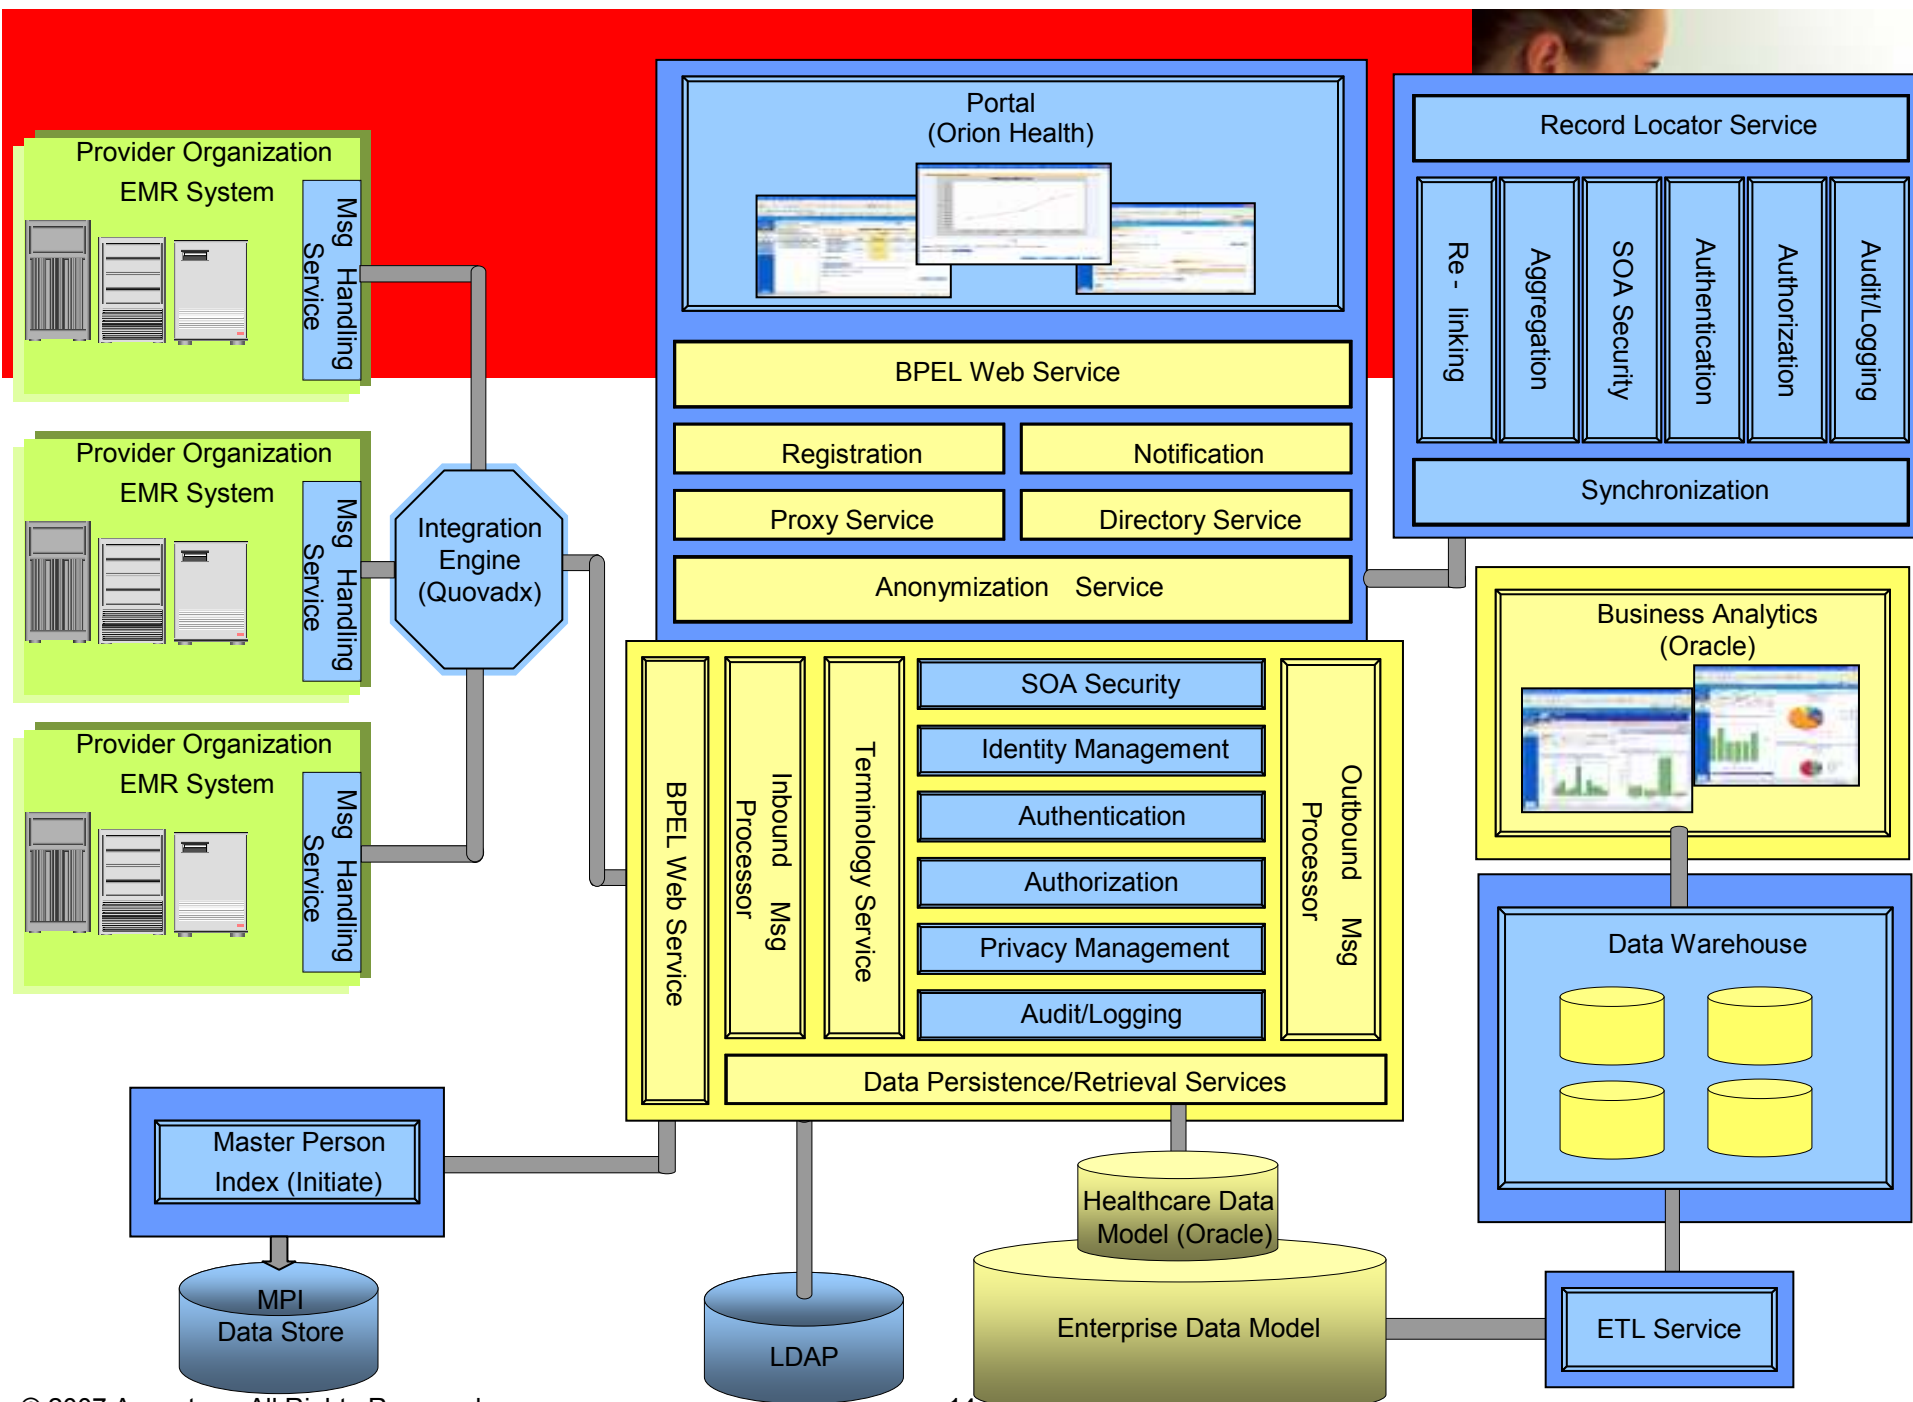 Portal
(Orion Health)
Record Locator Service
Provider Organization
EMR System
Msg Handling
Service
Re - linking
Aggregation
SOA Security
Authentication
Authorization
Audit/Logging
BPEL Web Service
Registration
Notification
Proxy Service
Directory Service
Anonymization Service
Synchronization
Provider Organization
EMR System
Msg Handling
Service
Integration
Engine
(Quovadx)
Business Analytics
(Oracle)
Provider Organization
EMR System
Msg Handling
Service
BPEL Web Service
Inbound Msg
Processor
Terminology Service
SOA Security
Identity Management
Authentication
Authorization
Privacy Management
Audit/Logging
Outbound Msg
Processor
Data Persistence/Retrieval Services
Data Warehouse
Master Person
Index (Initiate)
MPI
Data Store
LDAP
Healthcare Data
Model (Oracle)
Enterprise Data Model
ETL Service